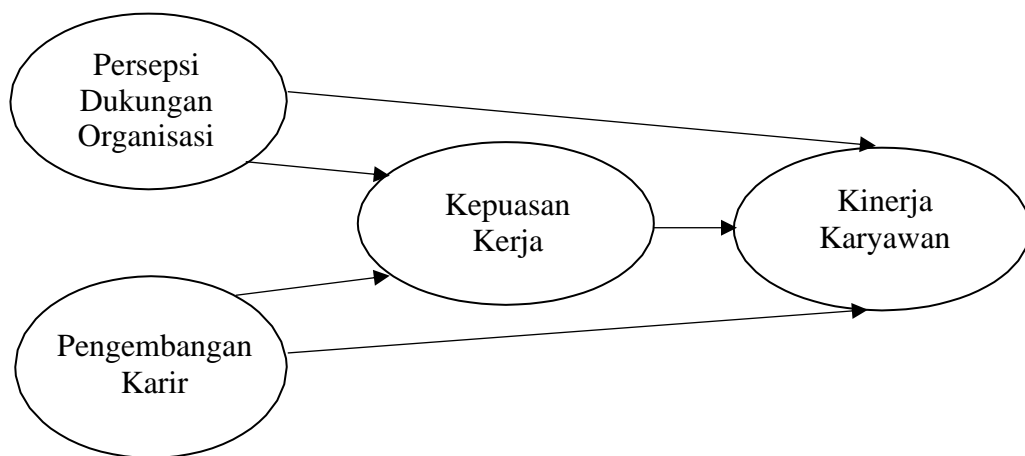 Persepsi
Dukungan
Organisasi
Kepuasan
Kerja
Kinerja
Karyawan
Pengembangan
Karir